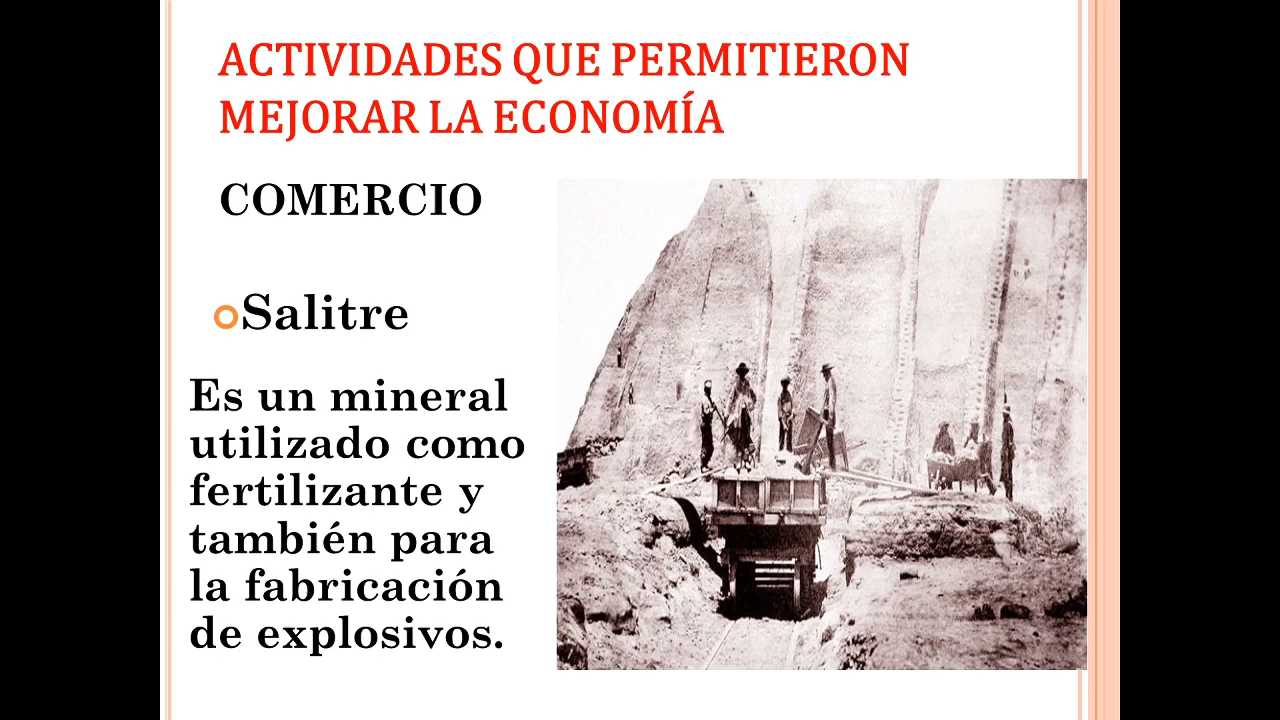 ACTIVIDADES QUE PERMITIERON
MEJORAR LA ECONOMÍA
COMERCIO
Salitre
Es un mineral
utilizado como
fertilizante y
también para
la fabricación
de explosivos.